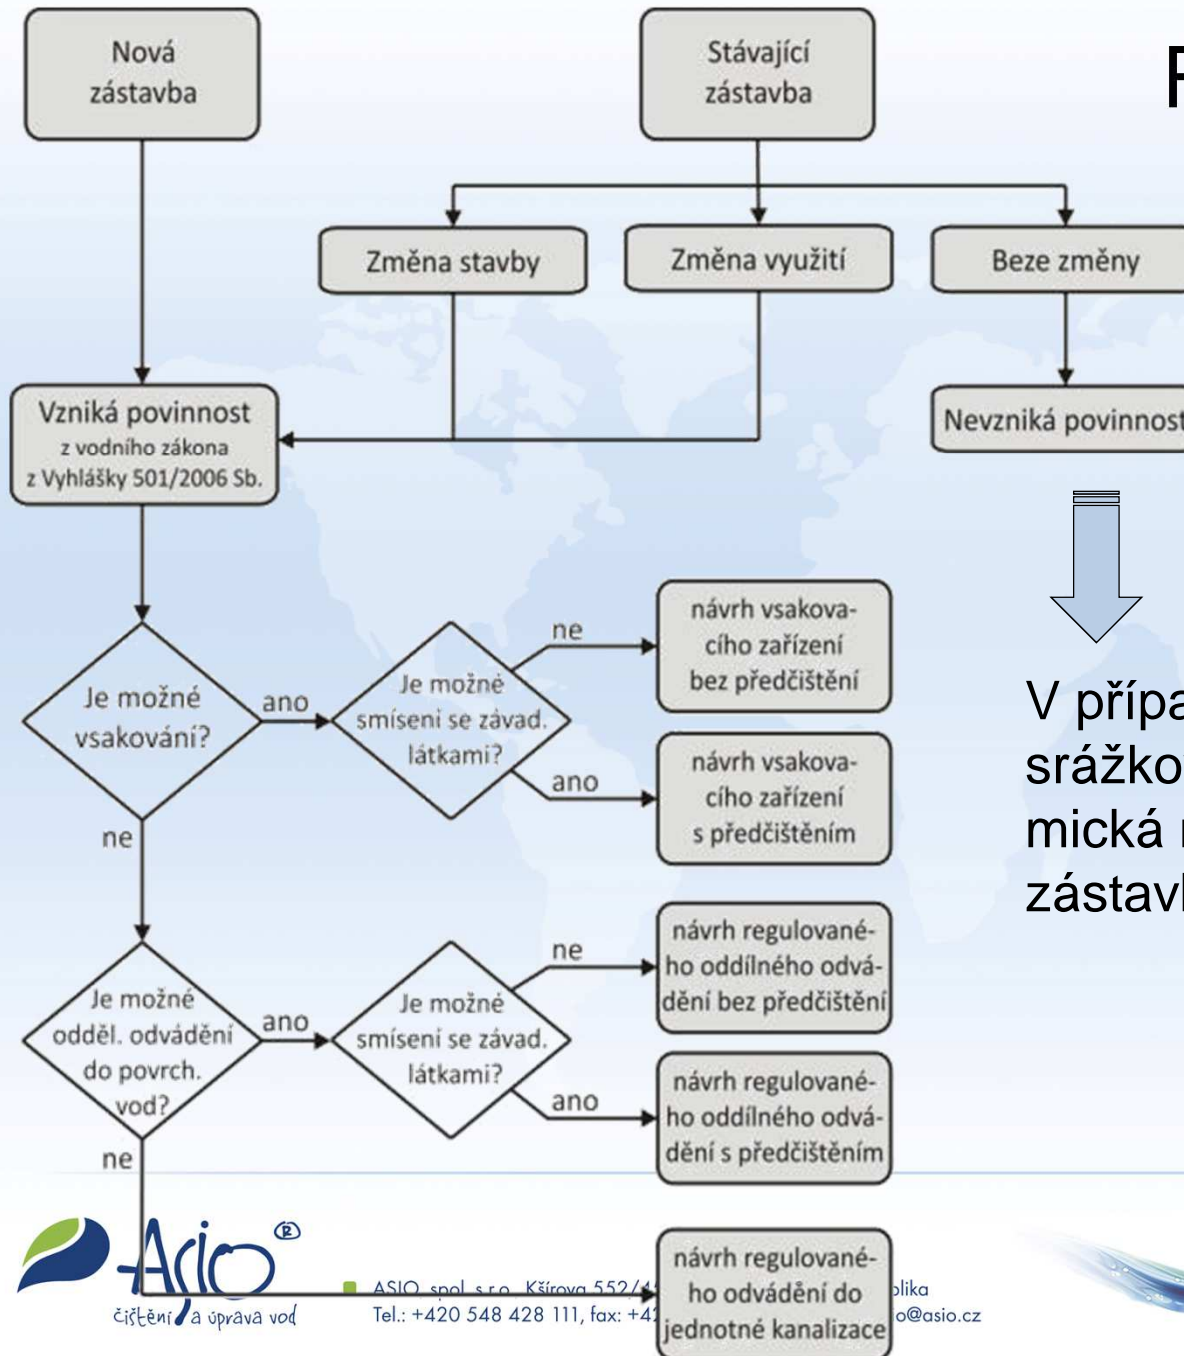 Nová
zástavba
Stávající
zástavba
Změna stavby
Změna využití
Beze změny
Vzniká povinnost
z vodního zákona
z Vyhlášky 501/2006 Sb.
Nevzniká povinnost
Je možné
vsakování?
ano
ne
Je možné
smísení se závad.
látkami?
ne
ano
návrh vsakova-
cího zařízení
bez předčištění
návrh vsakova-
cího zařízení
s předčištěním
Je možné
odděl. odvádění
do povrch.
vod?
ano
ne
Je možné
smísení se závad.
látkami?
ne
ano
návrh regulované-
ho oddílného odvá-
dění bez předčištění
návrh regulované-
ho oddílného odvá-
dění s předčištěním
návrh regulované-
ho odvádění do
jednotné kanalizace
V
mická
Asio ®
čištění a úprava vod
ASIO, spol. s r.o., Kšírova
Tel.: +420 548 428 111, fax: